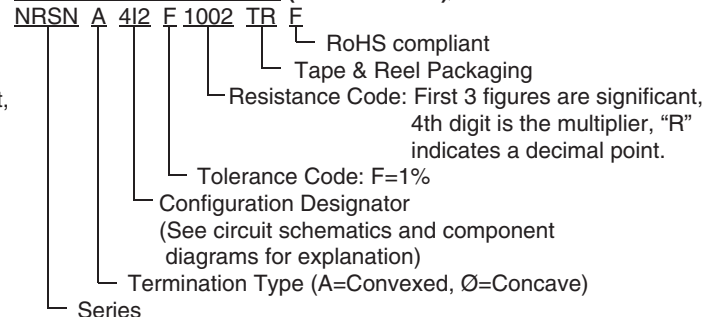 NRSN A 4I2 F 1002 TR F
RoHS compliant
Tape & Reel Packaging
Resistance Code: First 3 figures are significant,
4th digit is the multiplier, “R”
indicates a decimal point.
Tolerance Code: F=1%
Configuration Designator
(See circuit schematics and component
diagrams for explanation)
Termination Type (A=Convexed, Ø=Concave)
Series